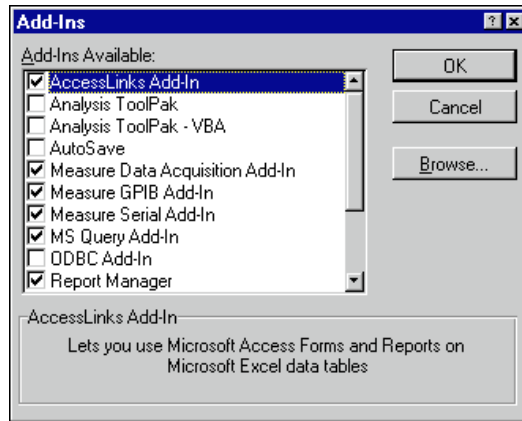 Add-Ins
Add-Ins Available:
OK
AccessLinks Add-In
Analysis ToolPak
Cancel
Analysis ToolPak - VBA
AutoSave
Measure Data Acquisition Add-In
Browse...
Measure GPIB Add-In
Measure Serial Add-In
MS Query Add-In
ODBC Add-In
Report Manager
AccessLinks Add-In
Lets you use Microsoft Access Forms and Reports on
Microsoft Excel data tables